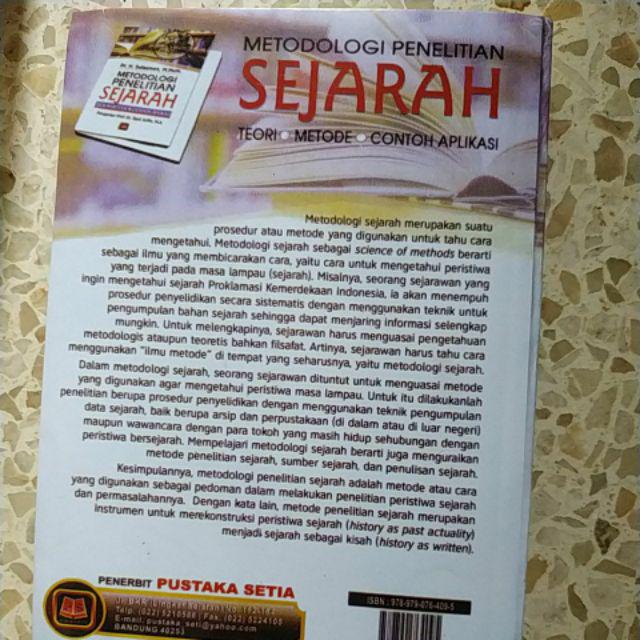 Dr. H. Sulasman, M.Hum.
METODOLOGI
PENELITIAN
SEJARAH
METODOLOGI PENELITIAN
SEJARAH
TEORI • METODE • CONTOH APLIKASI
Metodologi sejarah merupakan suatu
prosedur atau metode yang digunakan untuk tahu cara
mengetahui. Metodologi sejarah sebagai science of methods berarti
sebagai ilmu yang membicarakan cara, yaitu cara untuk mengetahui peristiwa
yang terjadi pada masa lampau (sejarah). Misalnya, seorang sejarawan yang
ingin mengetahui sejarah Proklamasi Kemerdekaan Indonesia, ia akan menempuh
prosedur penyelidikan secara sistematis dengan menggunakan teknik untuk
pengumpulan bahan sejarah sehingga dapat menjaring informasi selengkap
mungkin. Untuk melengkapinya, sejarawan harus menguasai pengetahuan
metodologis ataupun teoretis bahkan filsafat. Artinya, sejarawan harus tahu cara
menggunakan "ilmu metode" di tempat yang seharusnya, yaitu metodologi sejarah.
Dalam metodologi sejarah, seorang sejarawan dituntut untuk menguasai metode
yang digunakan agar mengetahui peristiwa masa lampau. Untuk itu dilakukanlah
penelitian berupa prosedur penyelidikan dengan menggunakan teknik pengumpulan
data sejarah, baik berupa arsip dan perpustakaan (di dalam atau di luar negeri)
maupun wawancara dengan para tokoh yang masih hidup sehubungan dengan
peristiwa bersejarah. Mempelajari metodologi sejarah berarti juga menguraikan
metode penelitian sejarah, sumber sejarah, dan penulisan sejarah.
Kesimpulannya, metodologi penelitian sejarah adalah metode atau cara
yang digunakan sebagai pedoman dalam melakukan penelitian peristiwa sejarah
dan permasalahannya. Dengan kata lain, metode penelitian sejarah merupakan
instrumen untuk merekonstruksi peristiwa sejarah (history as past actuality)
menjadi sejarah sebagai kisah (history as written).
PENERBIT PUSTAKA SETIA
E-mail: pustaka_seti@yahoo.com
BANDUNG 40253
ISBN : 978-979-076-409-5